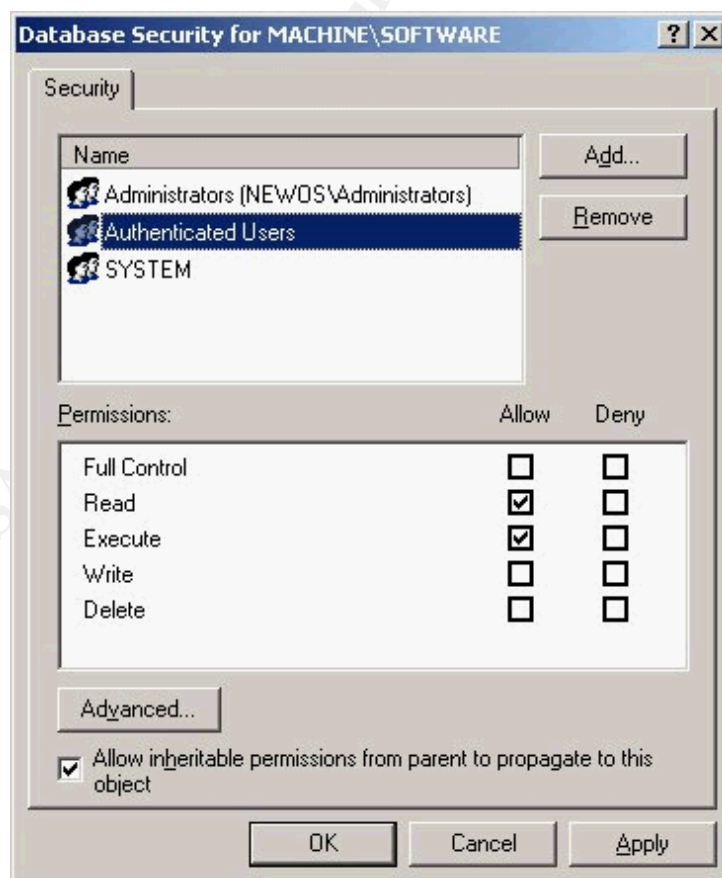 Database Security for MACHINE\SOFTWARE
Security
Name
Add...
Administrators (NEWOS\Administrators)
Remove
Authenticated Users
SYSTEM
Permissions:
Allow
Deny
Full Control
Read
Execute
Write
Delete
Advanced...
Allow inheritable permissions from parent to propagate to this
object
OK
Cancel
Apply